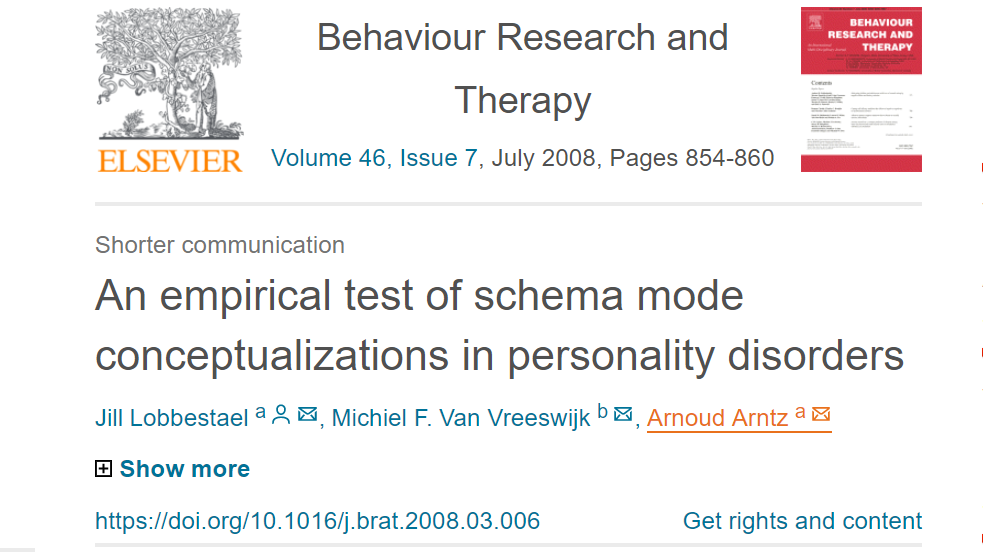 Behaviour Research and
Therapy
ELSEVIER
Volume 46, Issue 7, July 2008, Pages 854-860
BEHAVIOUR
RESEARCH AND
THERAPY
Contents
Shorter communication
An empirical test of schema mode
conceptualizations in personality disorders
Jill Lobbestael a, Michiel F. Van Vreeswijk b, Arnoud Arntz a
Show more
https://doi.org/10.1016/j.brat.2008.03.006 Get rights and content